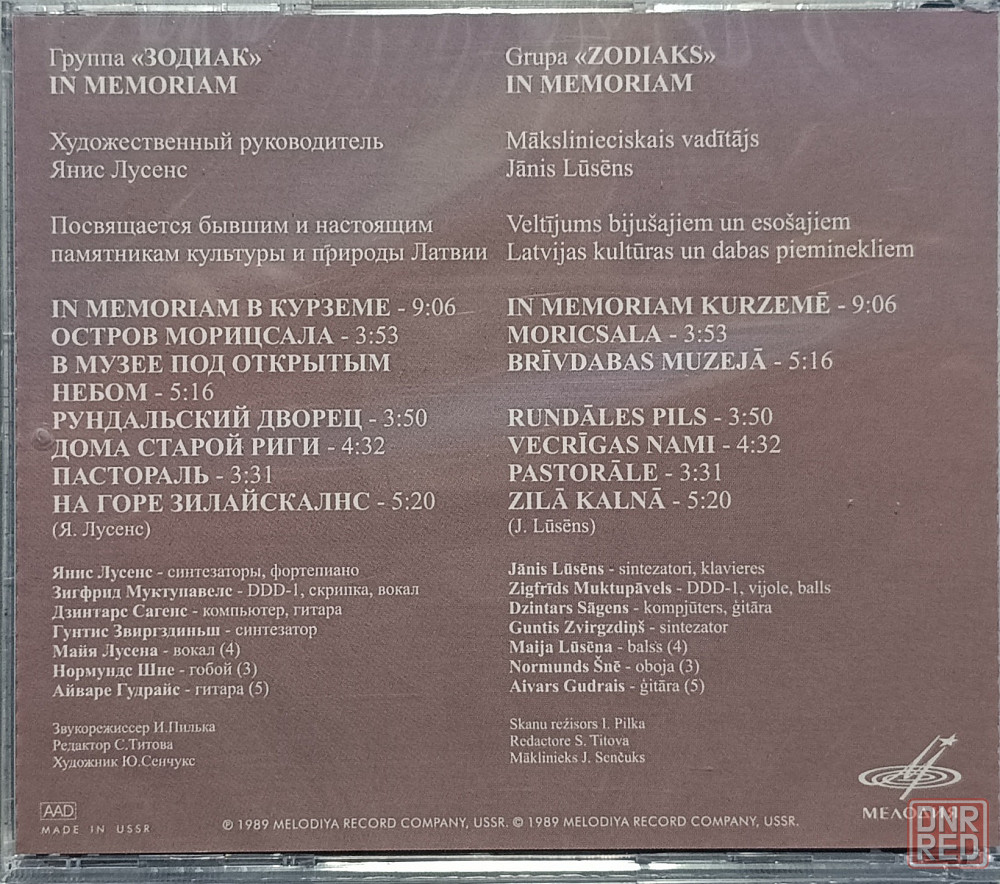 Группа «ЗОДИАК»
IN MEMORIAM
Художественный руководитель
Янис Лусенс
Посвящается бывшим и настоящим
памятникам культуры и природы Латвии
IN MEMORIAM В КУРЗЕМЕ - 9:06
ОСТРОВ МОРИЦСАЛА - 3:53
В МУЗЕЕ ПОД ОТКРЫТЫМ
НЕБОМ - 5:16
РУНДАЛЬСКИЙ ДВОРЕЦ - 3:50
ДОМА СТАРОЙ РИГИ - 4:32
ПАСТОРАЛЬ - 3:31
НА ГОРЕ ЗИЛАЙСКАЛНС - 5:20
(Я. Лусенс)
Янис Лусенс - синтезаторы, фортепиано
Зигфрид Муктупавелс - DDD-1, скрипка, вокал
Дзинтарс Сагенс - компьютер, гитара
Гунтис Звиргздиньш - синтезатор
Майя Лусена - вокал (4)
Нормундс Шне - гобой (3)
Айваре Гудрайс - гитара (5)
Звукорежиссер И.Пилька
Редактор С.Титова
Художник Ю.Сенчукс
Grupa «ZODIAKS»
IN MEMORIAM
Mākslinieciskais vadītājs
Jānis Lūsēns
Veltījums bijušajiem un esošajiem
Latvijas kultūras un dabas pieminekliem
IN MEMORIAM KURZEMĒ - 9:06
MORICSALA - 3:53
BRĪVDABAS MUZEJĀ - 5:16
RUNDĀLES PILS - 3:50
VECRĪGAS NAMI - 4:32
PASTORĀLE - 3:31
ZILĀ KALNĀ - 5:20
(J. Lūsēns)
Jānis Lūsēns - sintezatori, klavieres
Zigfrīds Muktupāvels - DDD-1, vijole, balls
Dzintars Sāgens - kompjūters, ģitāra
Guntis Zvirgzdiņš - sintezator
Maija Lūsēna - balss (4)
Normunds Šnē - oboja (3)
Aivars Gudrais - ģitāra (5)
Skanu režisors I. Pilka
Redactore S. Titova
Māklinieks J. Senčuks
AAD
MADE IN USSR
℗ 1989 MELODIYA RECORD COMPANY, USSR. © 1989 MELODIYA RECORD COMPANY, USSR.
МЕЛОДИЯ
DNR
RED